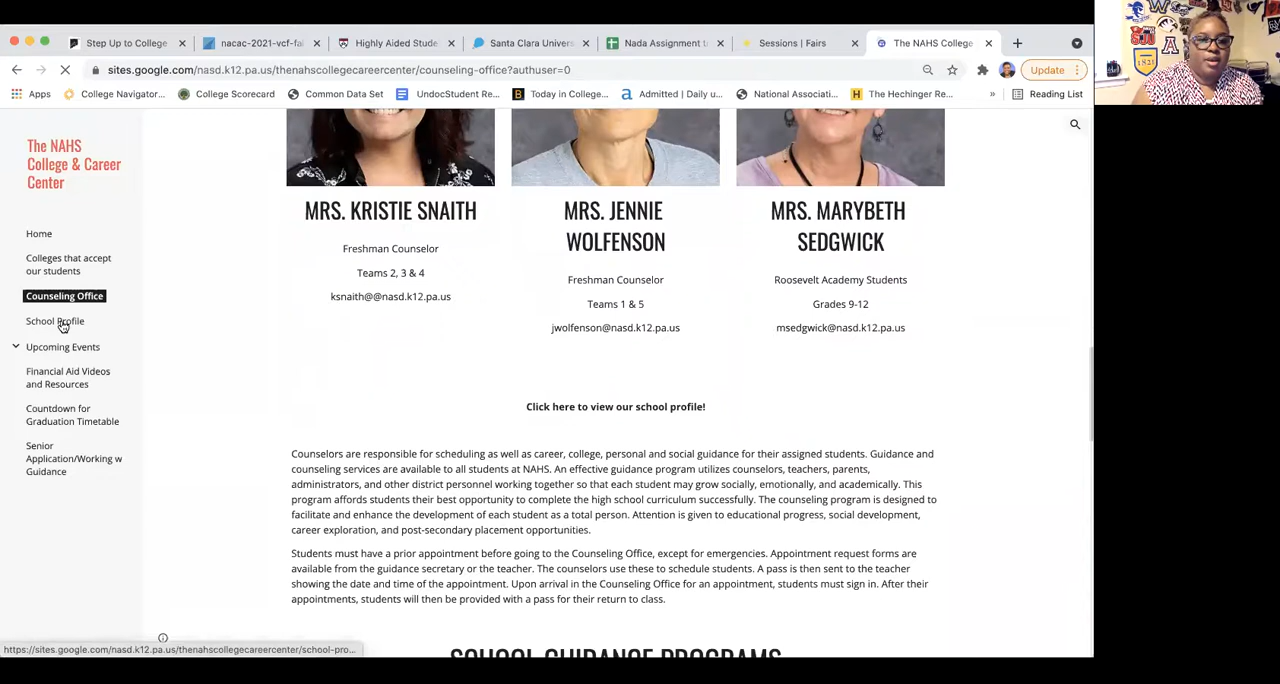 Step Up to College
nacac-2021-vcf-fai
Highly Aided Stude
Santa Clara Univers
Nada Assignment L
Sessions | Fairs
The NAHS College
Update
sites.google.com/nasd.k12.pa.us/thenahscollegecareercenter/counseling-office?authuser=0
Apps
College Navigator...
College Scorecard
Common Data Set
UndocStudent Re...
Today in College...
Admitted | Daily u...
National Associati...
The Hechinger Re...
»
Reading List
The NAHS
College & Career
Center
Home
Colleges that accept
our students
Counseling Office
School Profile
Upcoming Events
Financial Aid Videos
and Resources
Countdown for
Graduation Timetable
Senior
Application/Working w
Guidance
MRS. KRISTIE SNAITH
Freshman Counselor
Teams 2, 3 & 4
ksnaith@@nasd.k12.pa.us
MRS. JENNIE
WOLFENSON
Freshman Counselor
Teams 1 & 5
jwolfenson@nasd.k12.pa.us
MRS. MARYBETH
SEDGWICK
Roosevelt Academy Students
Grades 9-12
msedgwick@nasd.k12.pa.us
Click here to view our school profile!
Counselors are responsible for scheduling as well as career, college, personal and social guidance for their assigned students. Guidance and
counseling services are available to all students at NAHS. An effective guidance program utilizes counselors, teachers, parents,
administrators, and other district personnel working together so that each student may grow socially, emotionally, and academically. This
program affords students their best opportunity to complete the high school curriculum successfully. The counseling program is designed to
facilitate and enhance the development of each student as a total person. Attention is given to educational progress, social development,
career exploration, and post-secondary placement opportunities.
Students must have a prior appointment before going to the Counseling Office, except for emergencies. Appointment request forms are
available from the guidance secretary or the teacher. The counselors use these to schedule students. A pass is then sent to the teacher
showing the date and time of the appointment. Upon arrival in the Counseling Office for an appointment, students must sign in. After their
appointments, students will then be provided with a pass for their return to class.
SCHOOL GUIDANCE PROGRAMS
https://sites.google.com/nasd.k12.pa.us/thenahscollegecareercenter/school-pro...